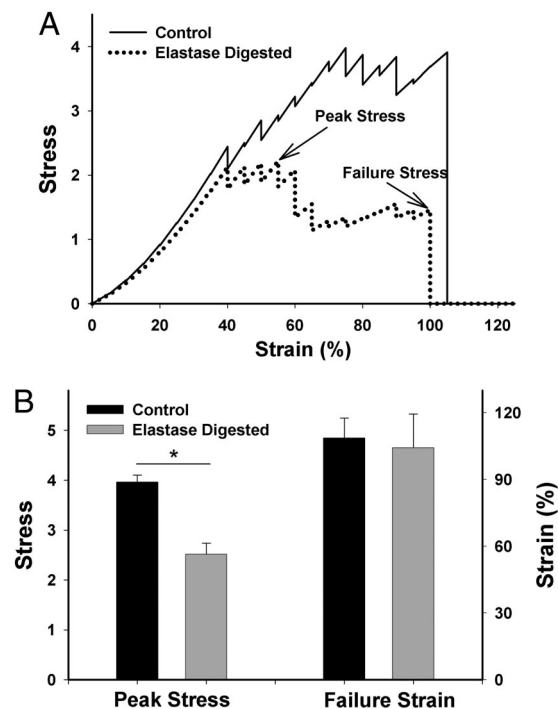 A
Control
Elastase Digested
Peak Stress
Failure Stress
Stress
4
3
2
1
0
0 20 40 60 80 100 120
Strain (%)
B
Control
Elastase Digested
*
Stress
5
4
3
2
1
0
120
90
60
30
0
Strain (%)
Peak Stress Failure Strain